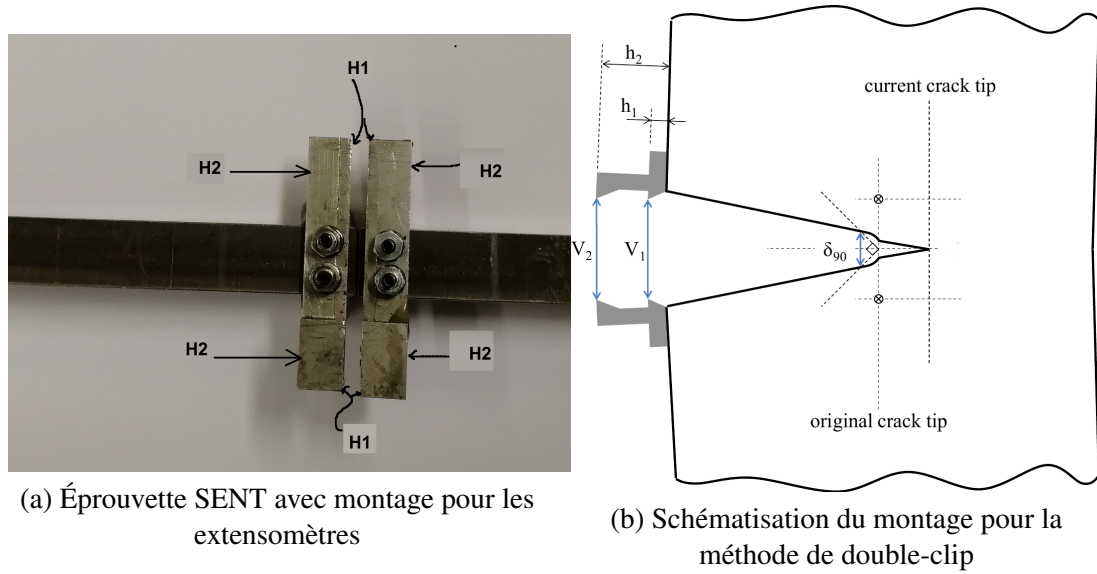 H1
H2
H2
H2
H2
H1
(a) Éprouvette SENT avec montage pour les
extensomètres
h₂
h₁
current crack tip
V₂
V₁
δ₉₀
original crack tip
(b) Schématisation du montage pour la
méthode de double-clip